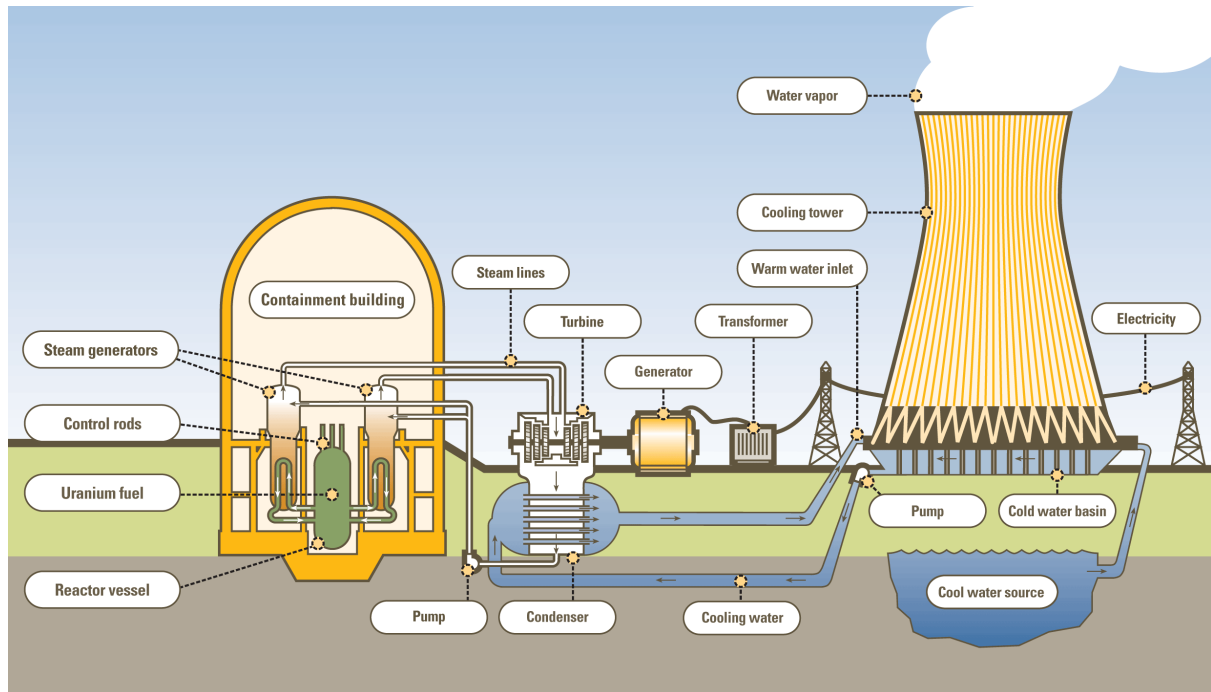 Water vapor
Cooling tower
Steam lines
Warm water inlet
Containment building
Turbine
Transformer
Electricity
Steam generators
Generator
Control rods
Uranium fuel
Pump
Cold water basin
Reactor vessel
Cool water source
Pump
Condenser
Cooling water